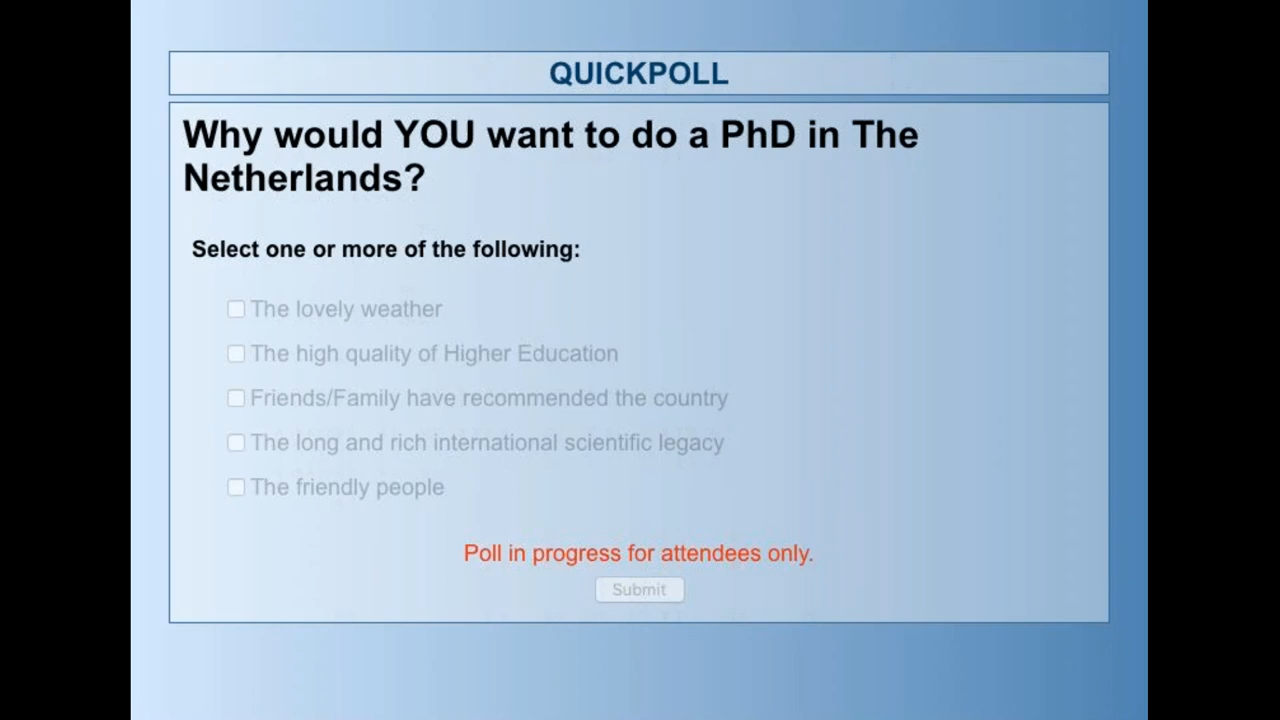 QUICKPOLL
Why would YOU want to do a PhD in The
Netherlands?
Select one or more of the following:
The lovely weather
The high quality of Higher Education
Friends/Family have recommended the country
The long and rich international scientific legacy
The friendly people
Poll in progress for attendees only.
Submit